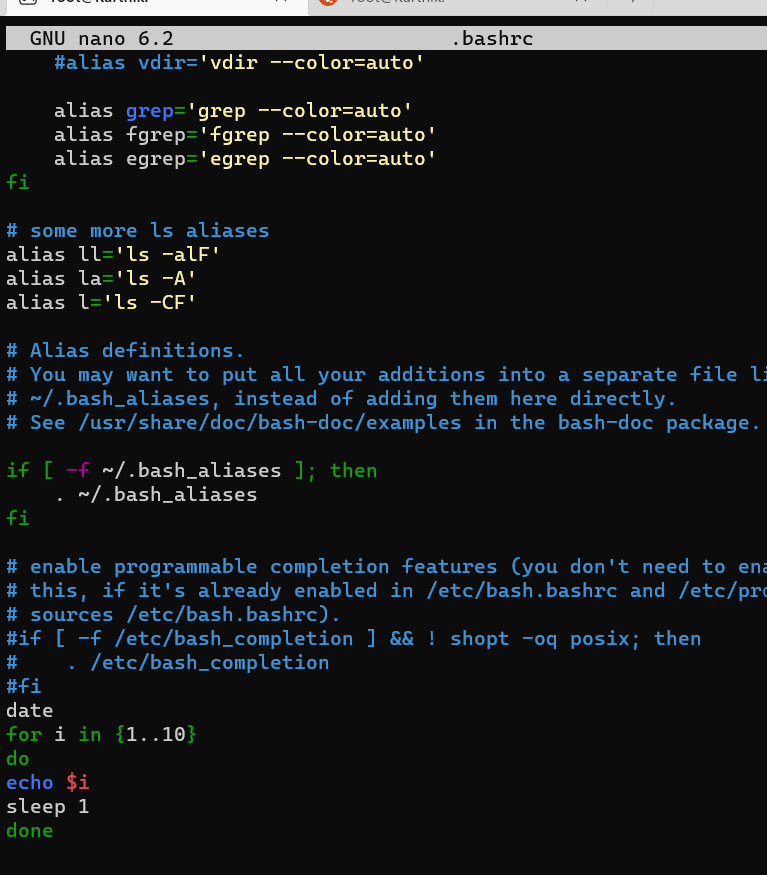 GNU nano 6.2 .bashrc
#alias vdir='vdir --color=auto'
alias grep='grep --color=auto'
alias fgrep='fgrep --color=auto'
alias egrep='egrep --color=auto'
fi
# some more ls aliases
alias ll='ls -alF'
alias la='ls -A'
alias l='ls -CF'
# Alias definitions.
# You may want to put all your additions into a separate file li
# ~/.bash_aliases, instead of adding them here directly.
# See /usr/share/doc/bash-doc/examples in the bash-doc package.
if [ -f ~/.bash_aliases ]; then
. ~/.bash_aliases
fi
# enable programmable completion features (you don't need to ena
# this, if it's already enabled in /etc/bash.bashrc and /etc/pro
# sources /etc/bash.bashrc).
#if [ -f /etc/bash_completion ] && ! shopt -oq posix; then
#    . /etc/bash_completion
#fi
date
for i in {1..10}
do
echo $i
sleep 1
done